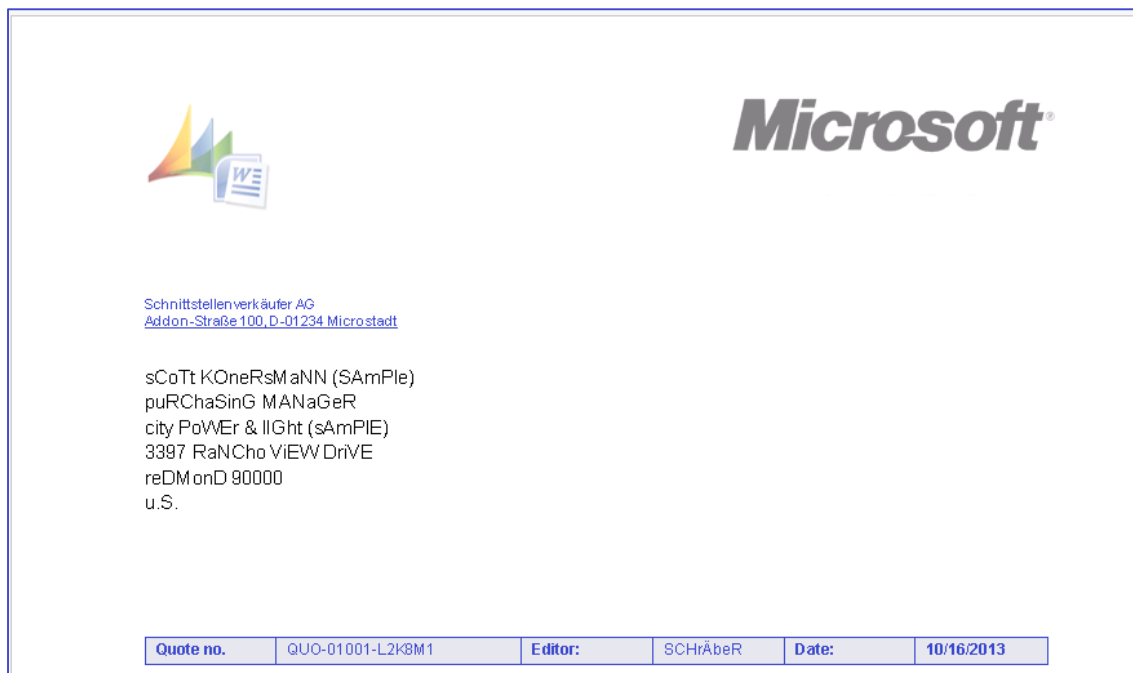 Microsoft®
W
Schnittstellenverkäufer AG
Addon-Straße 100, D-01234 Microstadt
sCoTt KOneRsMaNN (SAmPle)
puRChaSinG MANaGeR
city PoWEr & lIGht (sAmPlE)
3397 RaNCho ViEW DriVE
reDMonD 90000
u.S.
Quote no. QUO-01001-L2K8M1 Editor: SCHrÄbeR Date: 10/16/2013